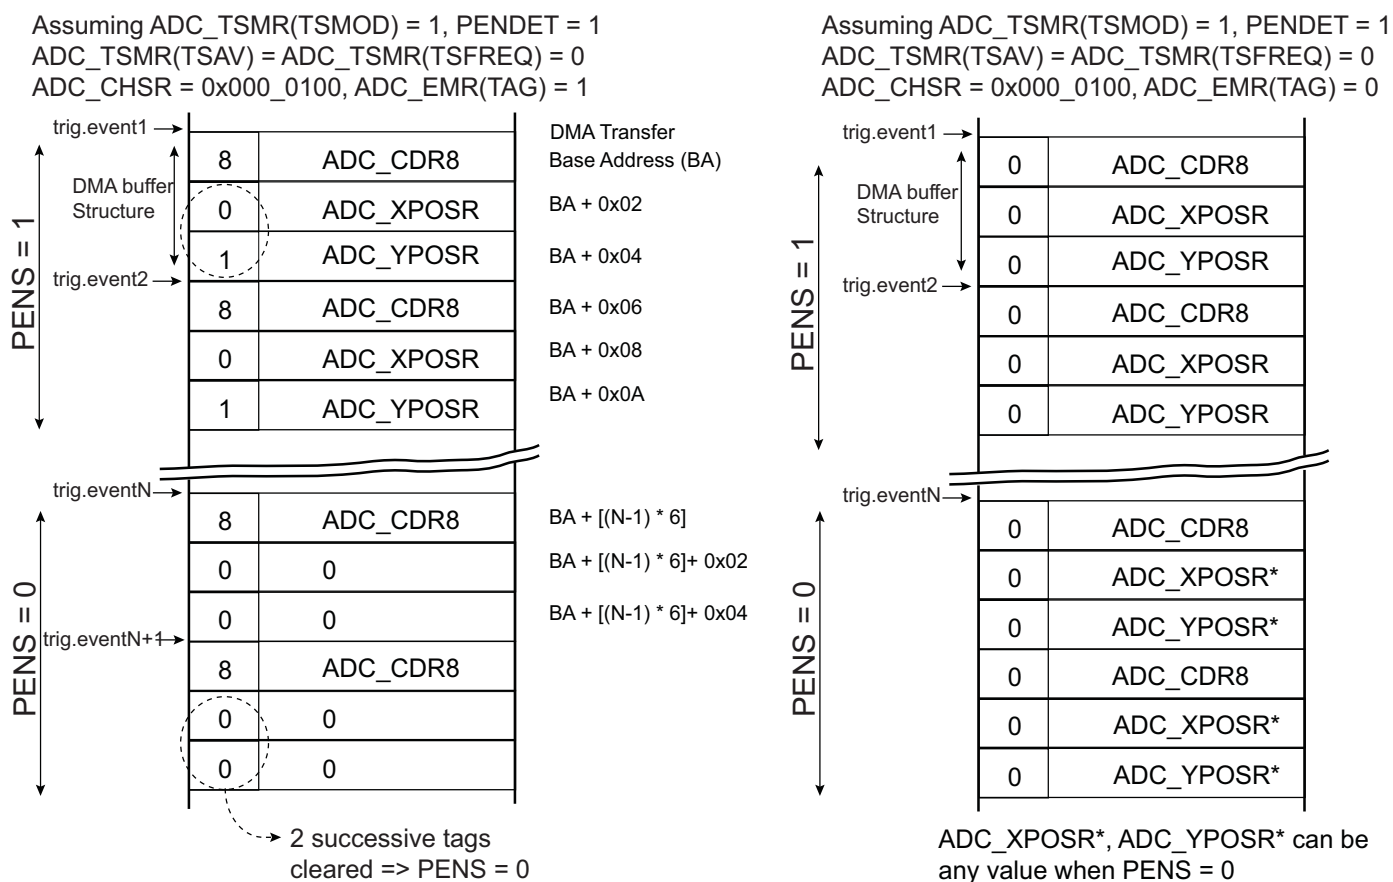 Assuming ADC_TSMR(TSMOD) = 1, PENDET = 1
ADC_TSMR(TSAV) = ADC_TSMR(TSFREQ) = 0
ADC_CHSR = 0x000_0100, ADC_EMR(TAG) = 1
trig.event1
DMA Transfer
8 ADC_CDR8 Base Address (BA)
DMA buffer
Structure
0 ADC_XPOSR BA + 0x02
1 ADC_YPOSR BA + 0x04
trig.event2
8 ADC_CDR8 BA + 0x06
0 ADC_XPOSR BA + 0x08
1 ADC_YPOSR BA + 0x0A
PENS = 1
trig.eventN
8 ADC_CDR8 BA + [(N-1) * 6]
0 0 BA + [(N-1) * 6]+ 0x02
0 0 BA + [(N-1) * 6]+ 0x04
trig.eventN+1
8 ADC_CDR8
0 0
0 0
PENS = 0
2 successive tags
cleared => PENS = 0
Assuming ADC_TSMR(TSMOD) = 1, PENDET = 1
ADC_TSMR(TSAV) = ADC_TSMR(TSFREQ) = 0
ADC_CHSR = 0x000_0100, ADC_EMR(TAG) = 0
trig.event1
0 ADC_CDR8
DMA buffer
Structure
0 ADC_XPOSR
0 ADC_YPOSR
trig.event2
0 ADC_CDR8
0 ADC_XPOSR
0 ADC_YPOSR
PENS = 1
trig.eventN
0 ADC_CDR8
0 ADC_XPOSR*
0 ADC_YPOSR*
0 ADC_CDR8
0 ADC_XPOSR*
0 ADC_YPOSR*
PENS = 0
ADC_XPOSR*, ADC_YPOSR* can be
any value when PENS = 0